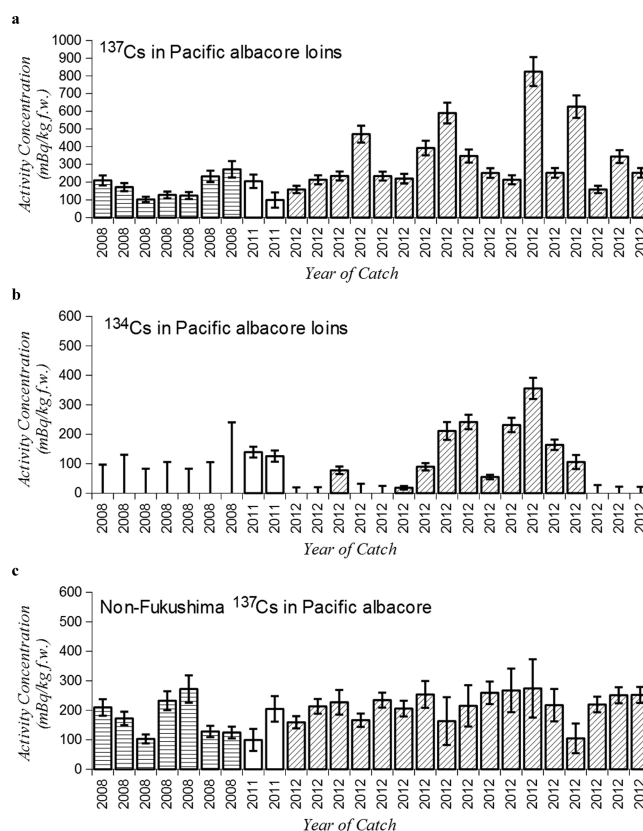 a
137Cs in Pacific albacore loins
Activity Concentration
(mBq/kg f.w.)
1000
900
800
700
600
500
400
300
200
100
0
2008 2008 2008 2008 2008 2008 2008 2011 2011 2012 2012 2012 2012 2012 2012 2012 2012 2012 2012 2012 2012 2012 2012 2012 2012 2012
Year of Catch
b
134Cs in Pacific albacore loins
Activity Concentration
(mBq/kg f.w.)
600
500
400
300
200
100
0
2008 2008 2008 2008 2008 2008 2008 2011 2011 2012 2012 2012 2012 2012 2012 2012 2012 2012 2012 2012 2012 2012 2012 2012 2012 2012
Year of Catch
c
Non-Fukushima 137Cs in Pacific albacore
Activity Concentration
(mBq/kg f.w.)
600
500
400
300
200
100
0
2008 2008 2008 2008 2008 2008 2008 2011 2011 2012 2012 2012 2012 2012 2012 2012 2012 2012 2012 2012 2012 2012 2012 2012 2012 2012
Year of Catch